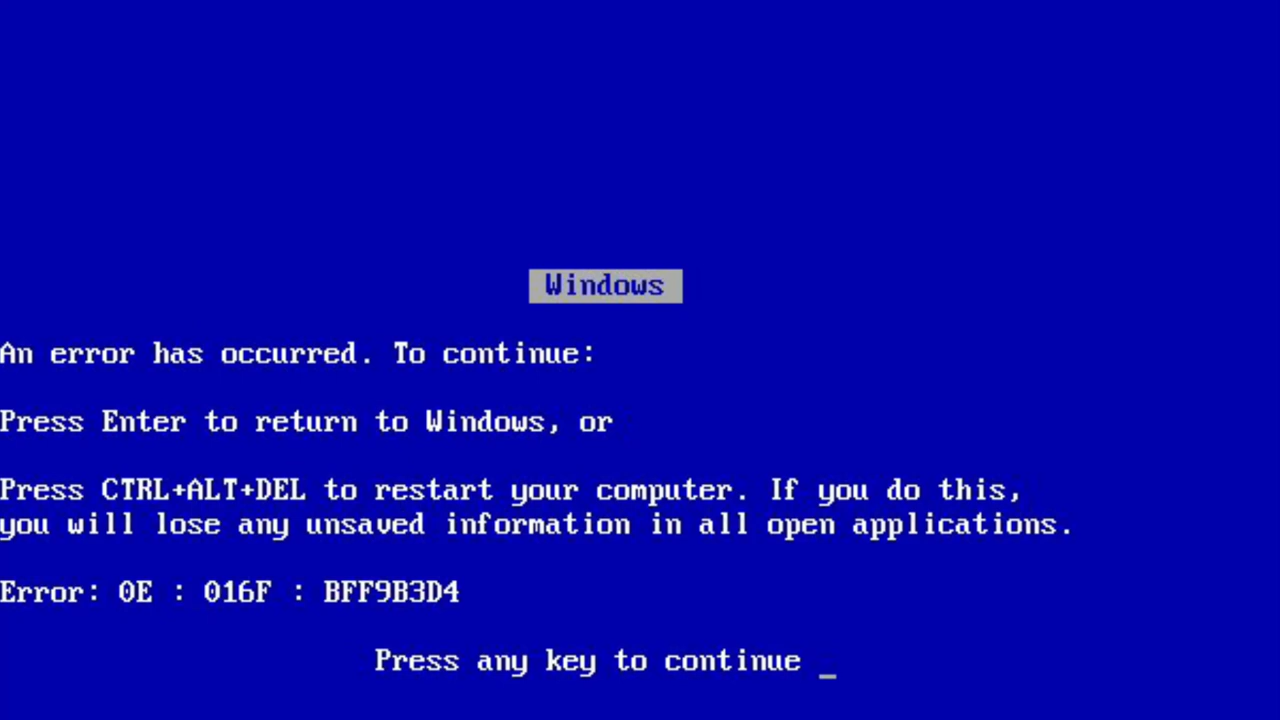 Windows
An error has occurred. To continue:
Press Enter to return to Windows, or
Press CTRL+ALT+DEL to restart your computer. If you do this,
you will lose any unsaved information in all open applications.
Error: 0E : 016F : BFF9B3D4
Press any key to continue _